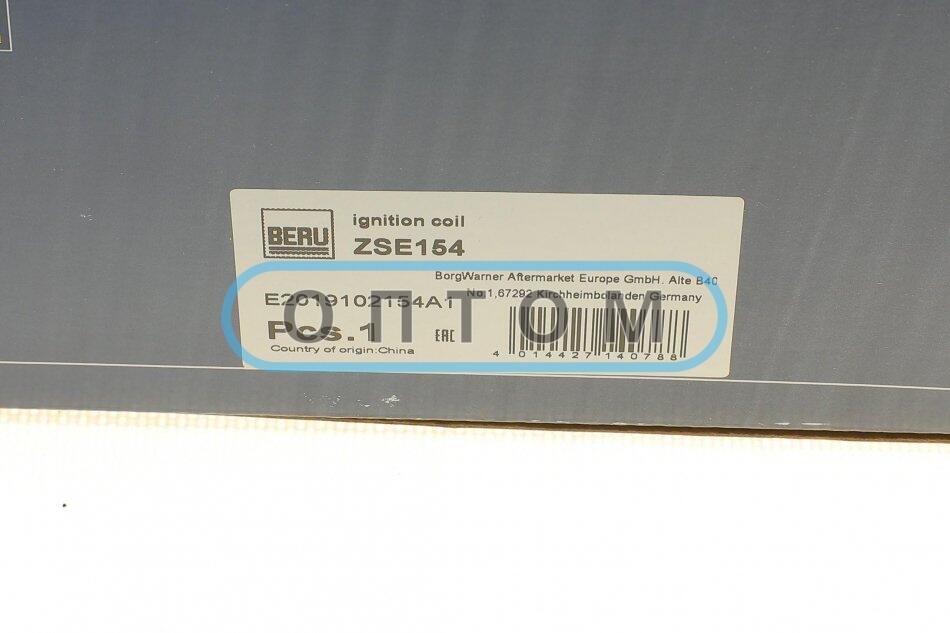 BERU
ignition coil
ZSE154
BorgWarner Aftermarket Europe GmbH. Alte B40
No 1,67292 Kirchheimbolanden Germany
E2019102154A1
Pcs.1
EAC
Country of origin:China
4 014427 140788
ОПТОМ